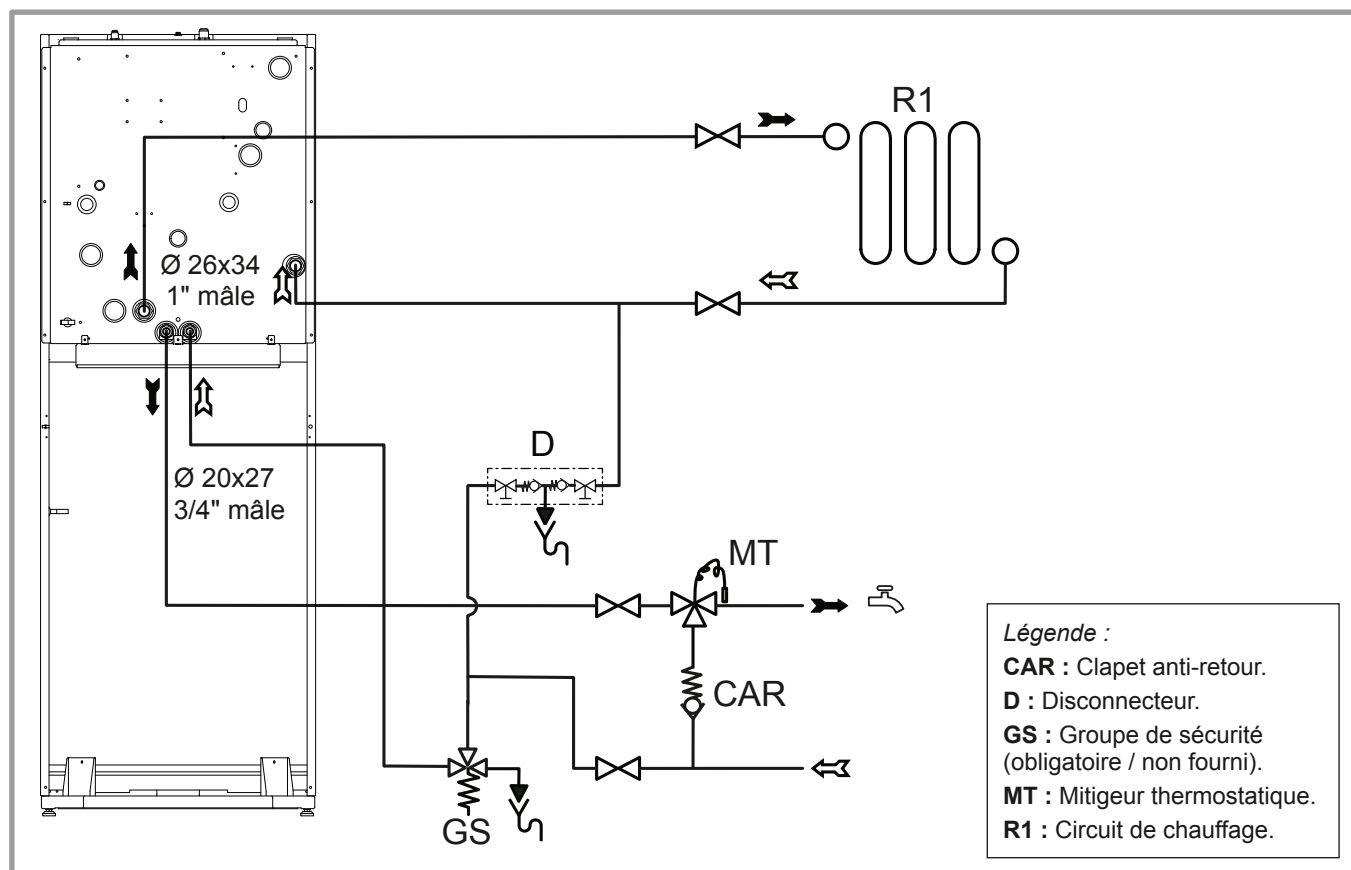 R1
Ø 26x34
1" mâle
D
Ø 20x27
3/4" mâle
MT
CAR
GS
Légende :
CAR : Clapet anti-retour.
D : Disconnecteur.
GS : Groupe de sécurité
(obligatoire / non fourni).
MT : Mitigeur thermostatique.
R1 : Circuit de chauffage.